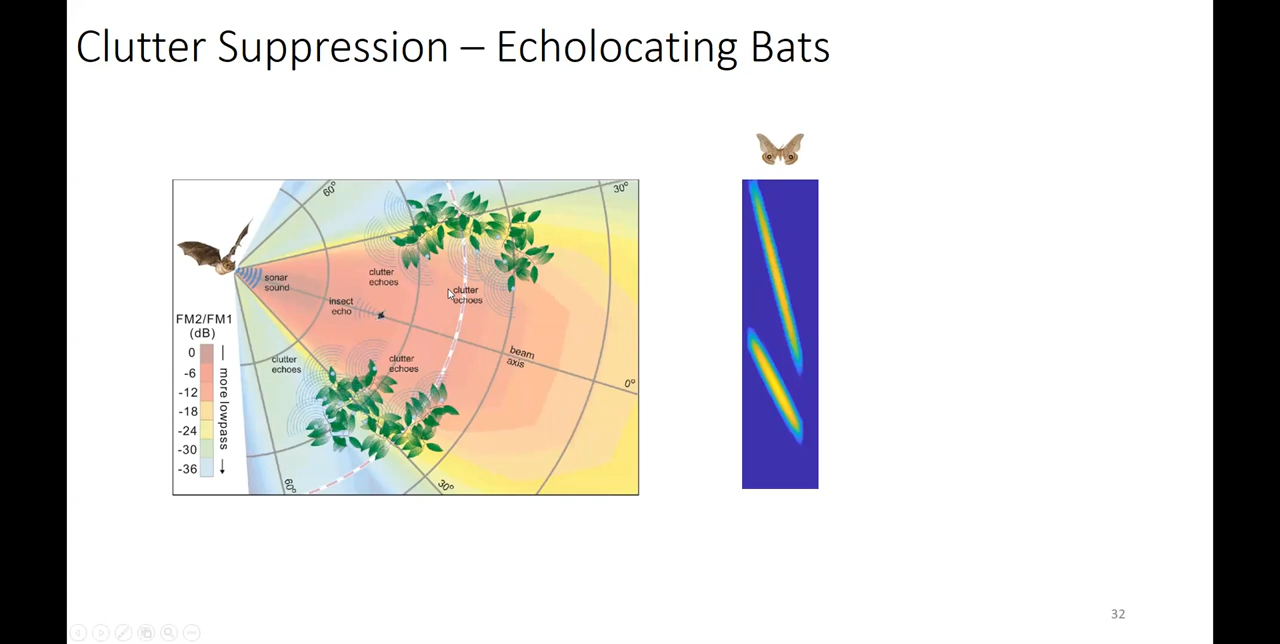 Clutter Suppression – Echolocating Bats
60°
30°
sonar
sound
clutter
echoes
insect
echo
clutter
echoes
beam
axis
0°
clutter
echoes
clutter
echoes
60°
30°
FM2/FM1
(dB)
0
-6
-12
-18
-24
-30
-36
more lowpass
32